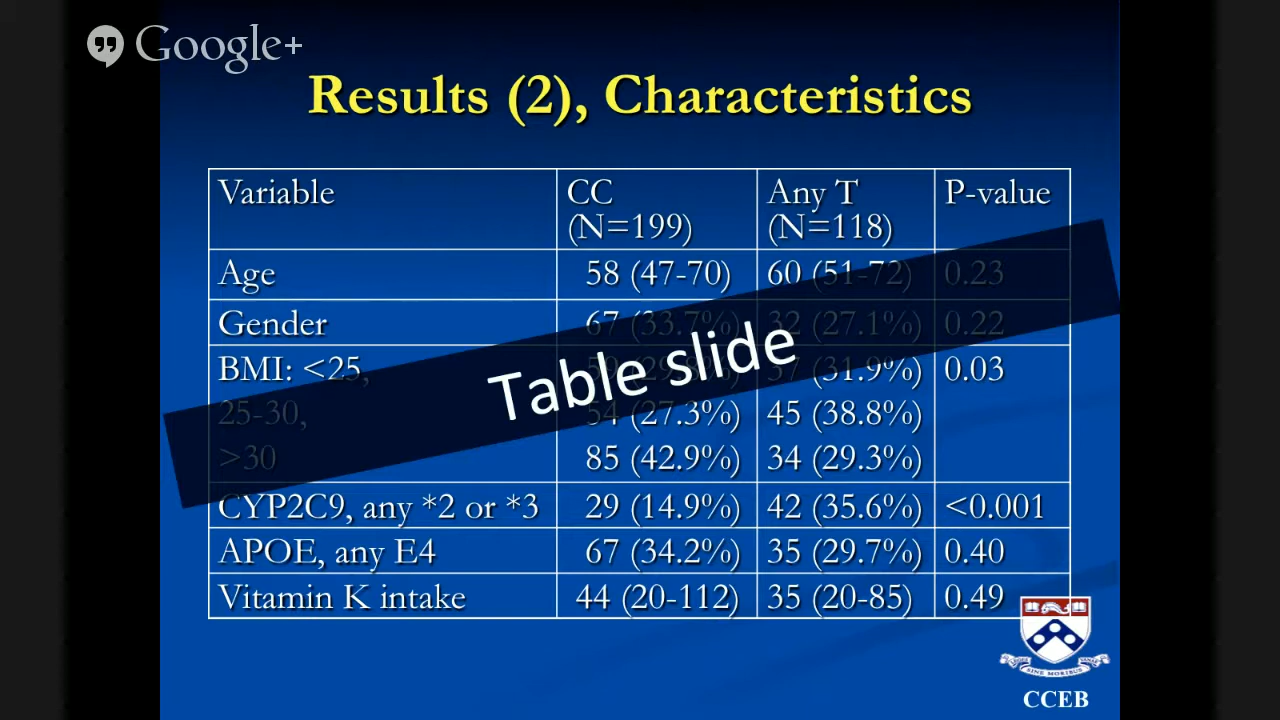 Google+
Results (2), Characteristics
Variable CC (N=199) Any T (N=118) P-value
Age 58 (47-70) 60 (51-72) 0.23
Gender 67 (33.7%) 32 (27.1%) 0.22
BMI: <25, (31.9%) 0.03
25-30, 54 (27.3%) 45 (38.8%)
>30 85 (42.9%) 34 (29.3%)
CYP2C9, any *2 or *3 29 (14.9%) 42 (35.6%) <0.001
APOE, any E4 67 (34.2%) 35 (29.7%) 0.40
Vitamin K intake 44 (20-112) 35 (20-85) 0.49
Table slide
SINE MORIBUS
CCEB